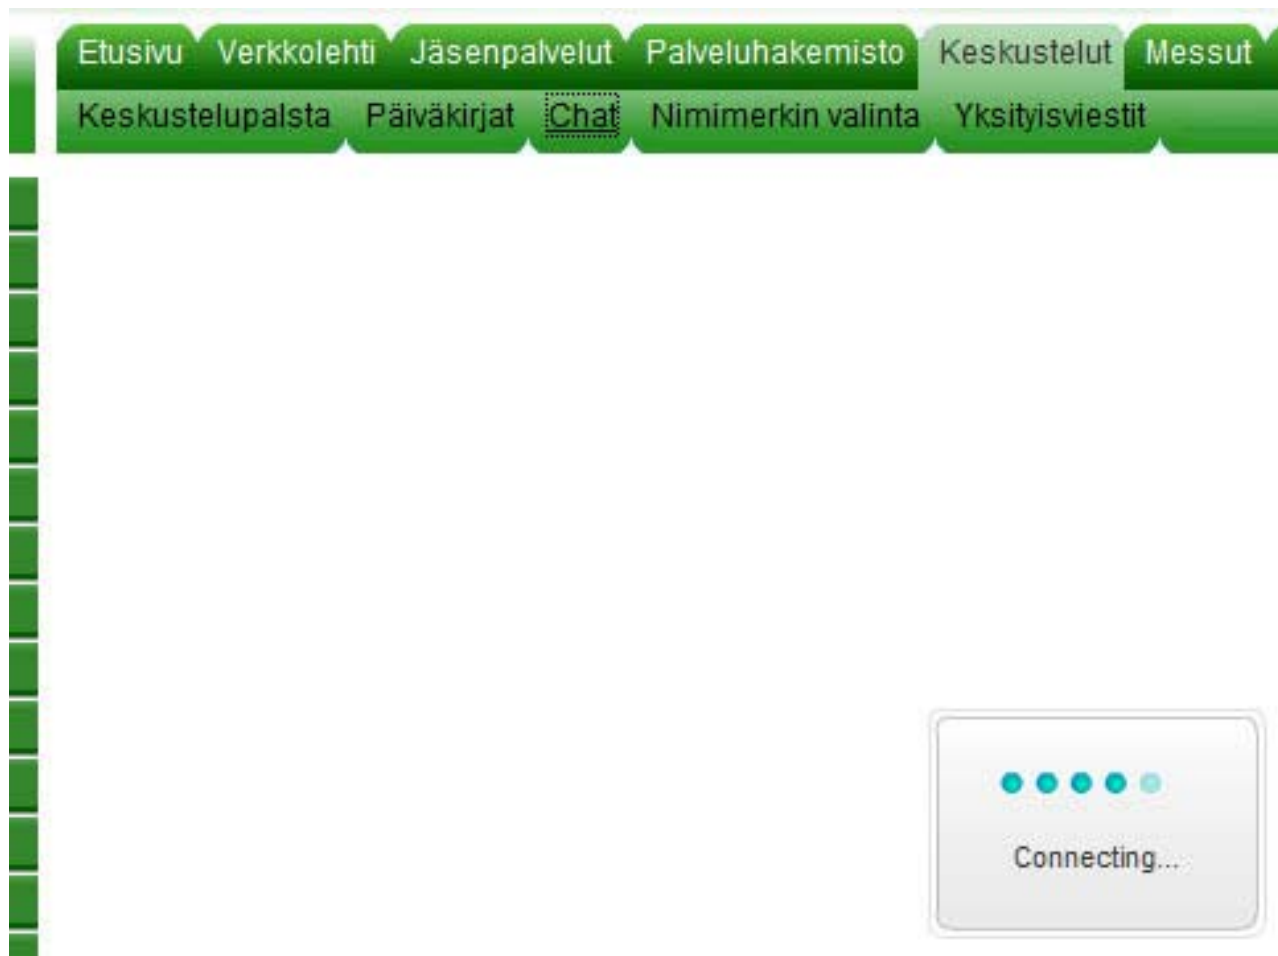 Etusivu Verkkolehti Jäsenpalvelut Palveluhakemisto Keskustelut Messut
Keskustelupalsta Päiväkirjat Chat Nimimerkin valinta Yksityisviestit
Connecting...